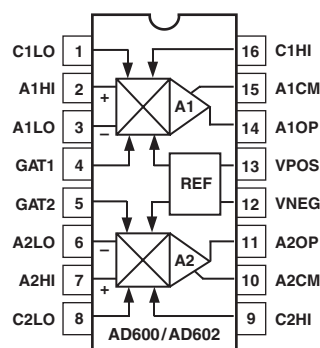 C1LO 1 16 C1HI
A1HI 2 + A1 15 A1CM
A1LO 3 – 14 A1OP
GAT1 4 REF 13 VPOS
GAT2 5 12 VNEG
A2LO 6 – A2 11 A2OP
A2HI 7 + 10 A2CM
C2LO 8 9 C2HI
AD600/AD602